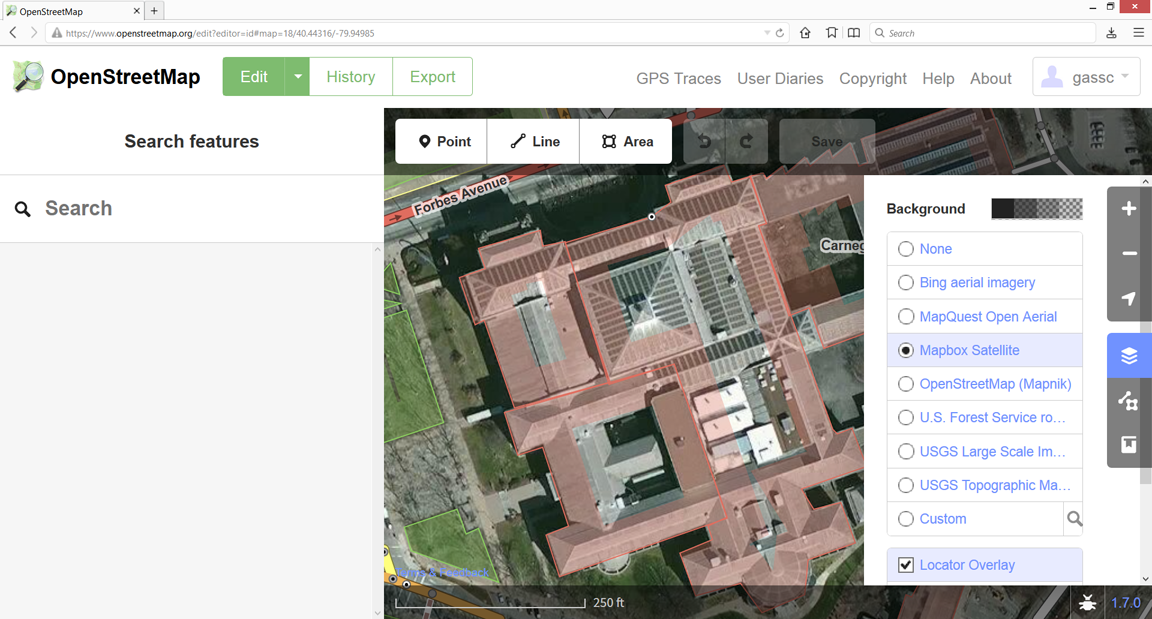 OpenStreetMap
https://www.openstreetmap.org/edit?editor=id#map=18/40.44316/-79.94985
Search
OpenStreetMap
Edit
History
Export
GPS Traces
User Diaries
Copyright
Help
About
gassc
Search features
Search
Point
Line
Area
Save
Forbes Avenue
Carneg
Background
None
Bing aerial imagery
MapQuest Open Aerial
Mapbox Satellite
OpenStreetMap (Mapnik)
U.S. Forest Service ro...
USGS Large Scale Im...
USGS Topographic Ma...
Custom
Locator Overlay
& Feedback
250 ft
1.7.0